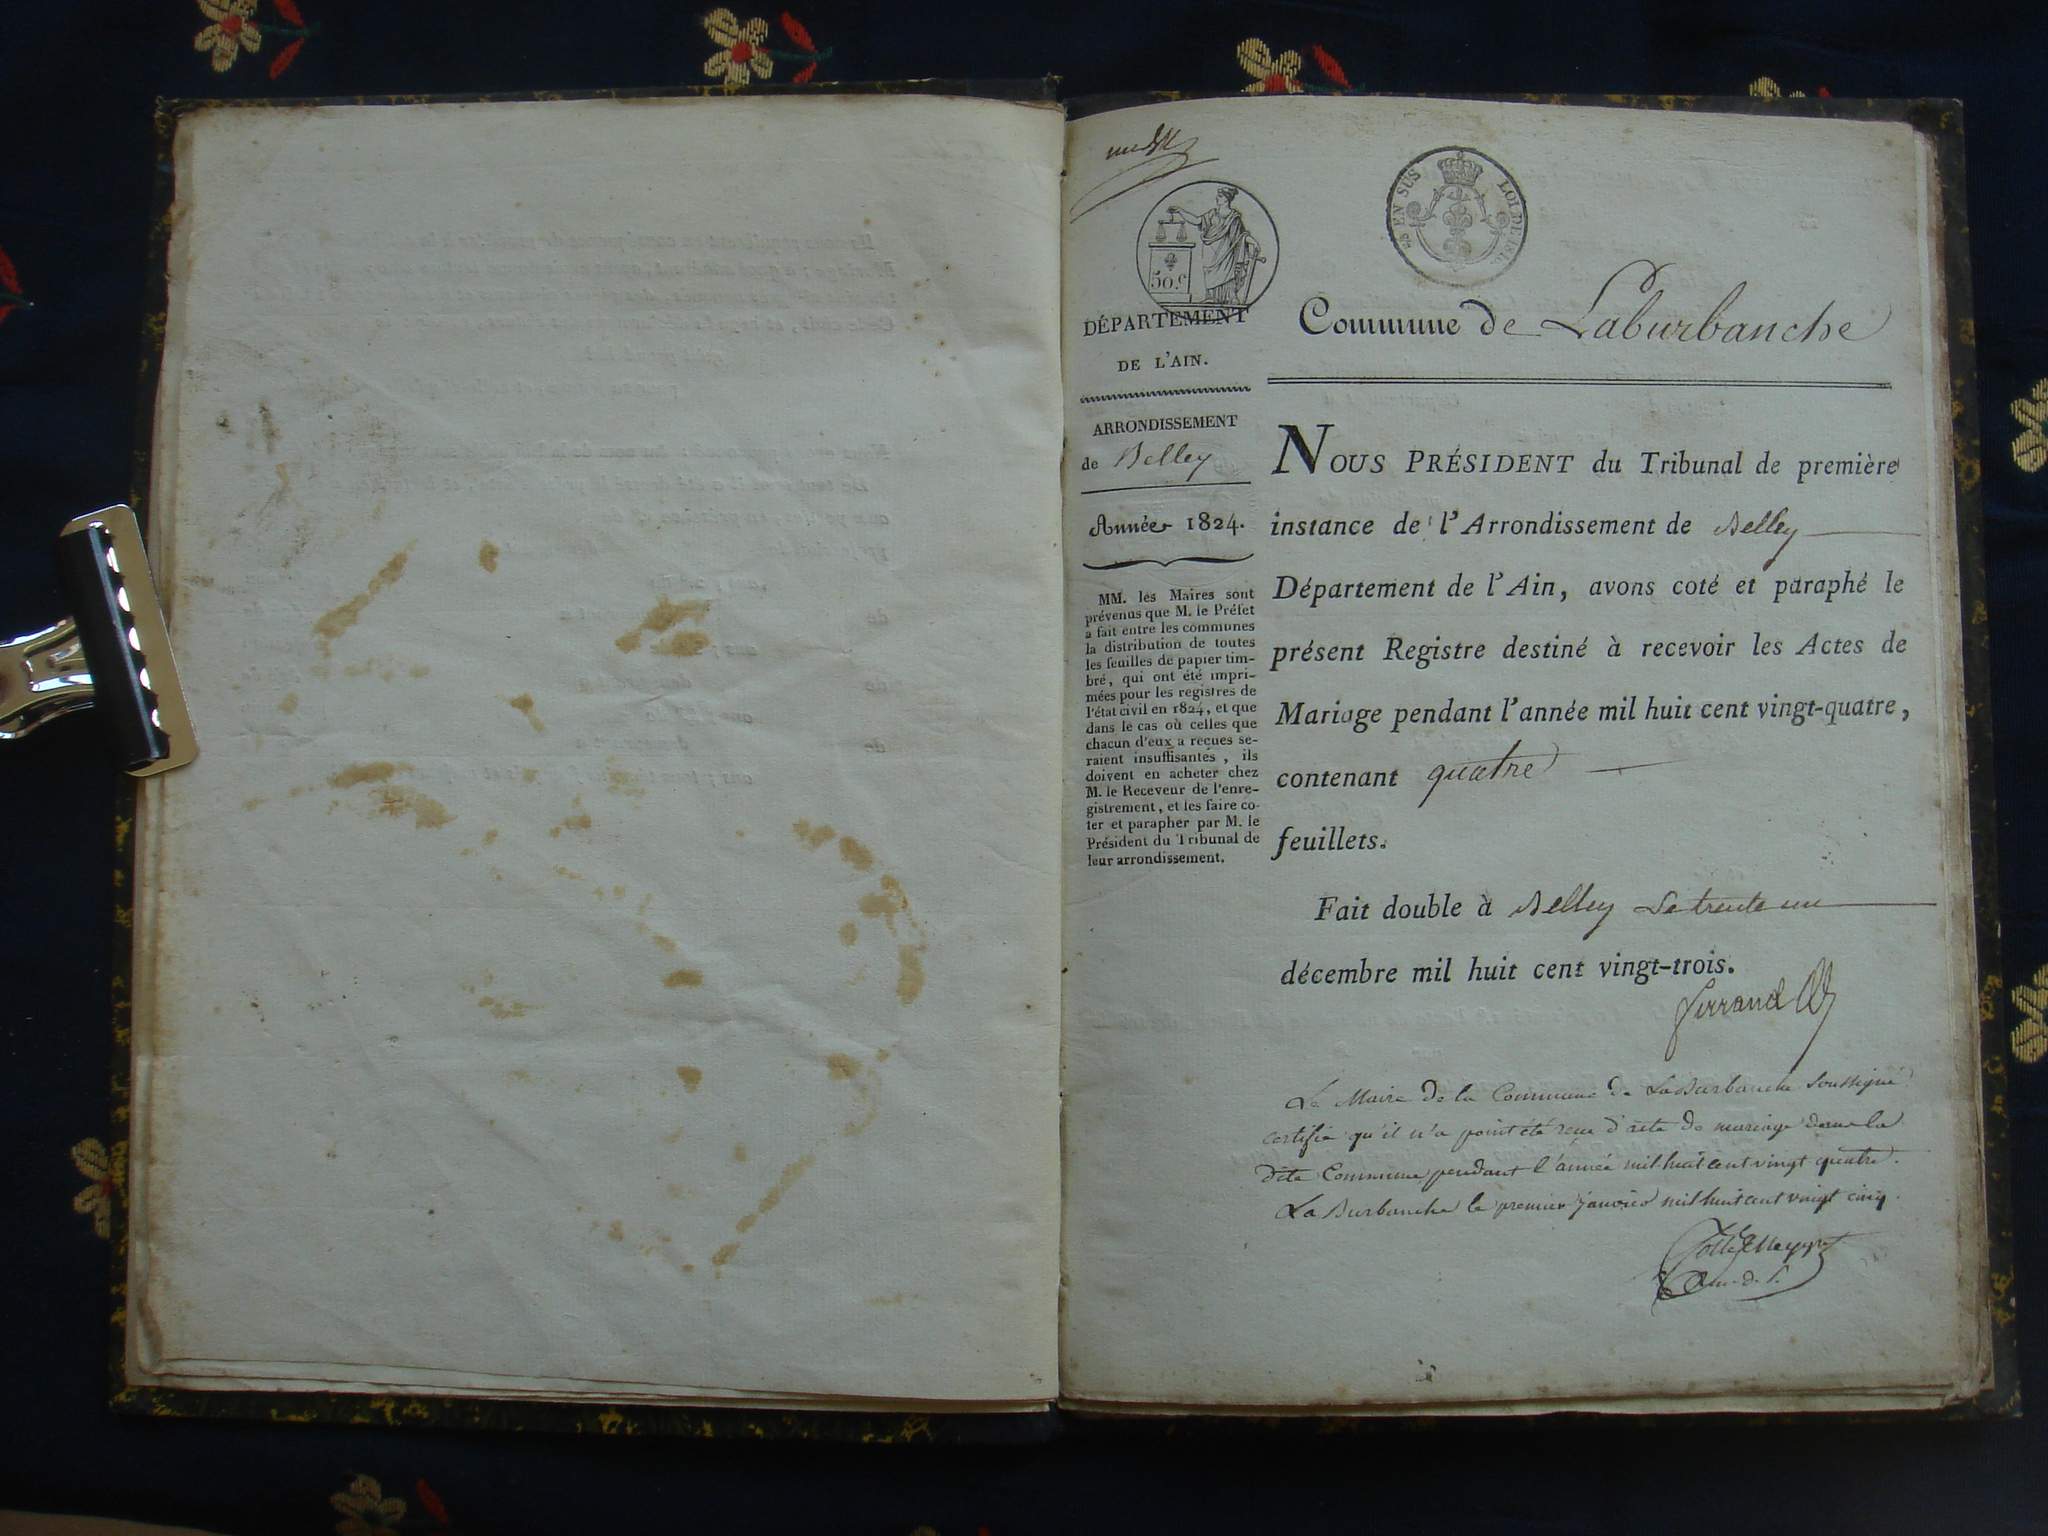 EN SUS
LOI DE
50.c
DÉPARTEMENT
DE L'AIN.
ARRONDISSEMENT
de Belley
Année 1824.
MM. les Maires sont
prévenus que M. le Préfet
a fait entre les communes
la distribution de toutes
les feuilles de papier tim-
bré, qui ont été impri-
mées pour les registres de
l'état civil en 1824, et que
dans le cas où celles que
chacun d'eux a reçues se-
raient insuffisantes, ils
doivent en acheter chez
M. le Receveur de l'enre-
gistrement, et les faire co-
ter et parapher par M. le
Président du Tribunal de
leur arrondissement.
Commune de Laburbanche
NOUS PRÉSIDENT du Tribunal de première
instance de l'Arrondissement de Belley
Département de l'Ain, avons coté et paraphé le
présent Registre destiné à recevoir les Actes de
Mariage pendant l'année mil huit cent vingt-quatre,
contenant quatre
feuillets.
Fait double à Belley Le trente un
décembre mil huit cent vingt-trois.
Ferrand
Le Maire de la Commune de La Burbanche Soussigné
certifie qu'il n'a point été reçu d'acte de mariage dans la
dite Commune pendant l'année mil huit cent vingt quatre.
La Burbanche le premier janvier mil huit cent vingt cinq.